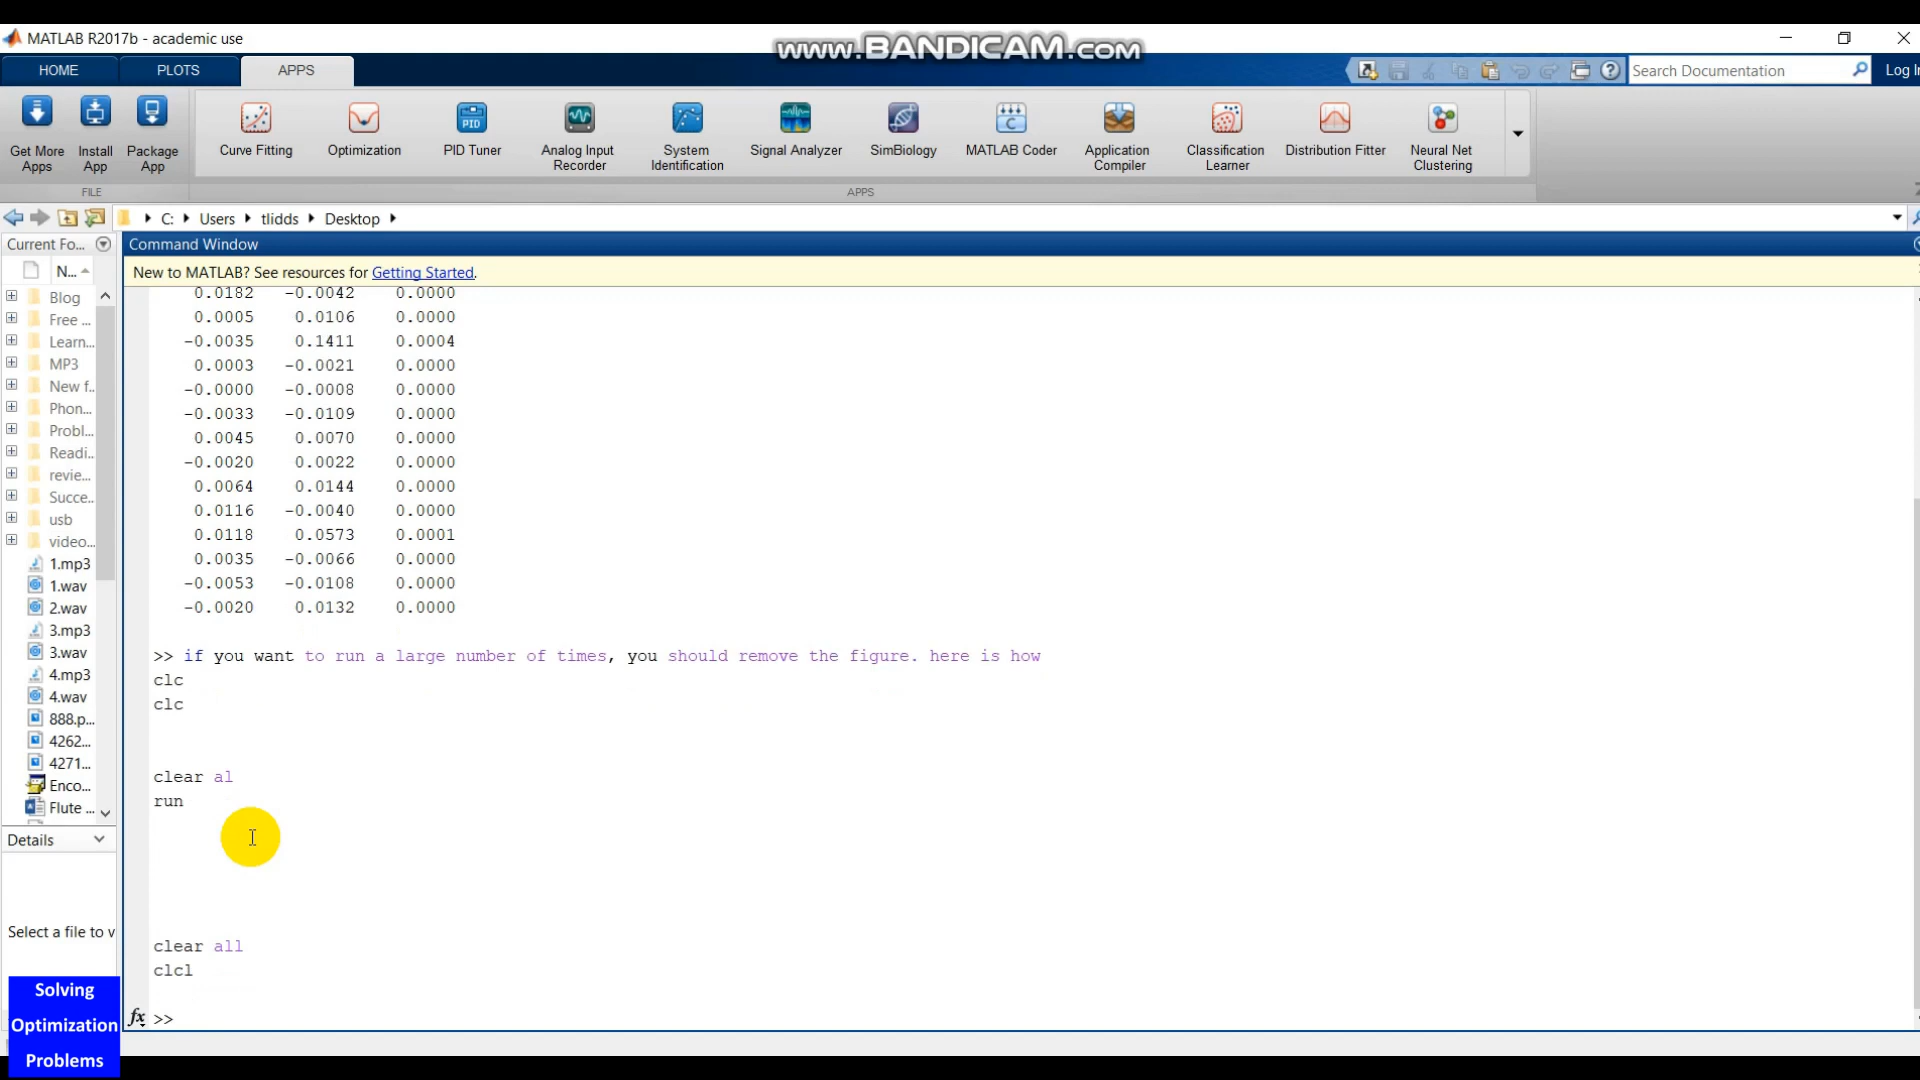 MATLAB R2017b - academic use
www.BANDICAM.com
HOME PLOTS APPS
Search Documentation
Log In
Get More Apps
Install App
Package App
Curve Fitting
Optimization
PID Tuner
Analog Input Recorder
System Identification
Signal Analyzer
SimBiology
MATLAB Coder
Application Compiler
Classification Learner
Distribution Fitter
Neural Net Clustering
FILE
APPS
C: Users tlidds Desktop
Current Fo...
Command Window
N...
New to MATLAB? See resources for Getting Started.
Blog
Free ...
Learn...
MP3
New f...
Phon...
Probl...
Readi...
revie...
Succe...
usb
video...
1.mp3
1.wav
2.wav
3.mp3
3.wav
4.mp3
4.wav
888.p...
4262...
4271...
Enco...
Flute ...
Details
Select a file to v
0.0182 -0.0042 0.0000
0.0005 0.0106 0.0000
-0.0035 0.1411 0.0004
0.0003 -0.0021 0.0000
-0.0000 -0.0008 0.0000
-0.0033 -0.0109 0.0000
0.0045 0.0070 0.0000
-0.0020 0.0022 0.0000
0.0064 0.0144 0.0000
0.0116 -0.0040 0.0000
0.0118 0.0573 0.0001
0.0035 -0.0066 0.0000
-0.0053 -0.0108 0.0000
-0.0020 0.0132 0.0000
>> if you want to run a large number of times, you should remove the figure. here is how
clc
clc
clear al
run
clear all
clcl
fx >>
Solving
Optimization
Problems